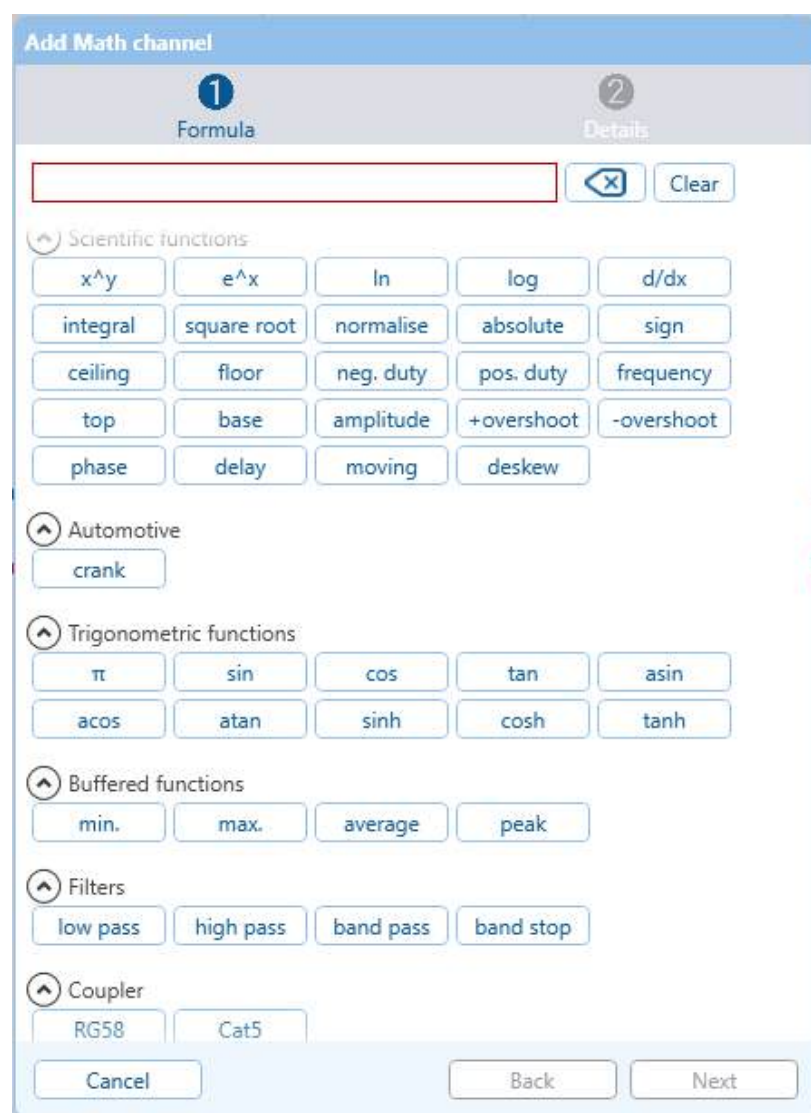 Add Math channel
1 2
Formula Details
Clear
Scientific functions
x^y e^x ln log d/dx
integral square root normalise absolute sign
ceiling floor neg. duty pos. duty frequency
top base amplitude +overshoot -overshoot
phase delay moving deskew
Automotive
crank
Trigonometric functions
π sin cos tan asin
acos atan sinh cosh tanh
Buffered functions
min. max. average peak
Filters
low pass high pass band pass band stop
Coupler
RG58 Cat5
Cancel Back Next